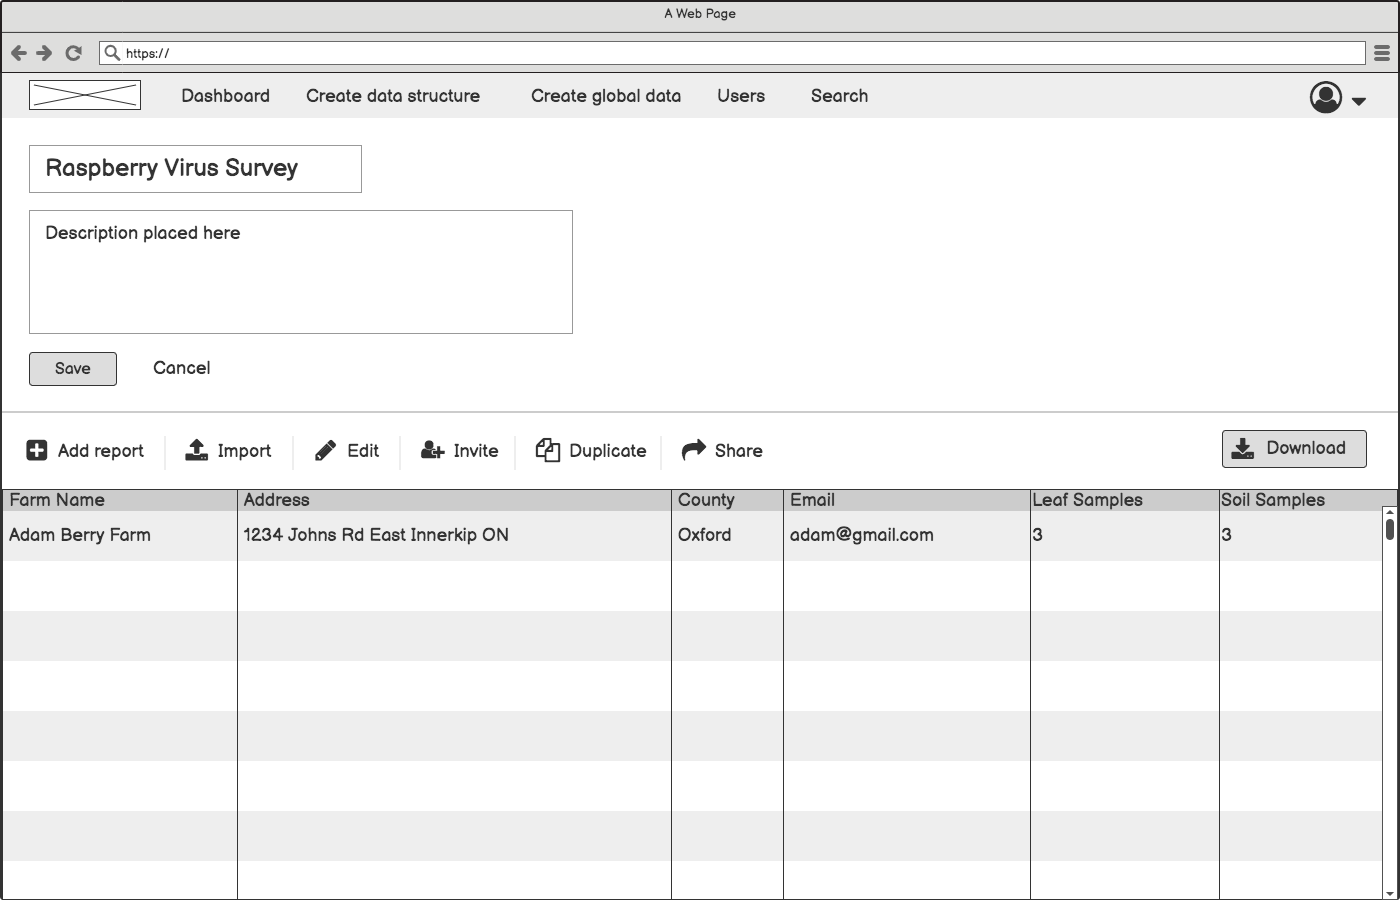 A Web Page
https://
Dashboard Create data structure Create global data Users Search
Raspberry Virus Survey
Description placed here
Save Cancel
Add report Import Edit Invite Duplicate Share Download
Farm Name Address County Email Leaf Samples Soil Samples
Adam Berry Farm 1234 Johns Rd East Innerkip ON Oxford adam@gmail.com 3 3